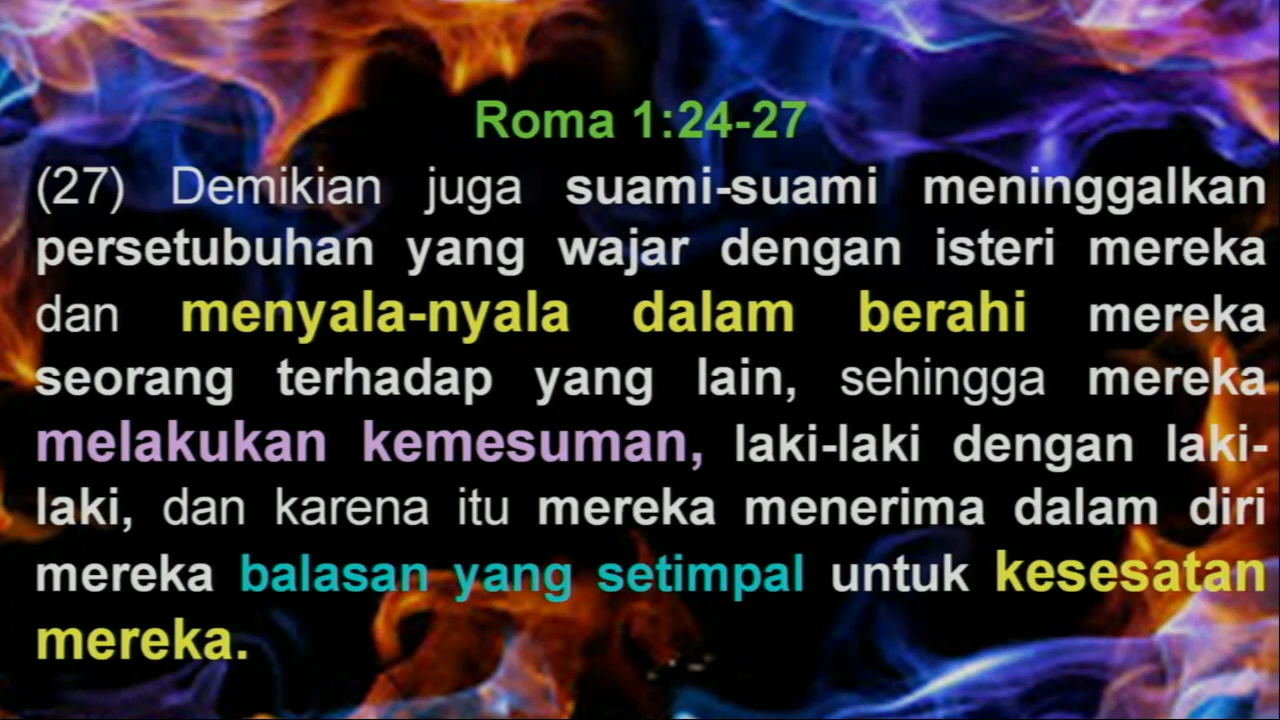 Roma 1:24-27
(27) Demikian juga suami-suami meninggalkan
persetubuhan yang wajar dengan isteri mereka
dan menyala-nyala dalam berahi mereka
seorang terhadap yang lain, sehingga mereka
melakukan kemesuman, laki-laki dengan laki-
laki, dan karena itu mereka menerima dalam diri
mereka balasan yang setimpal untuk kesesatan
mereka.